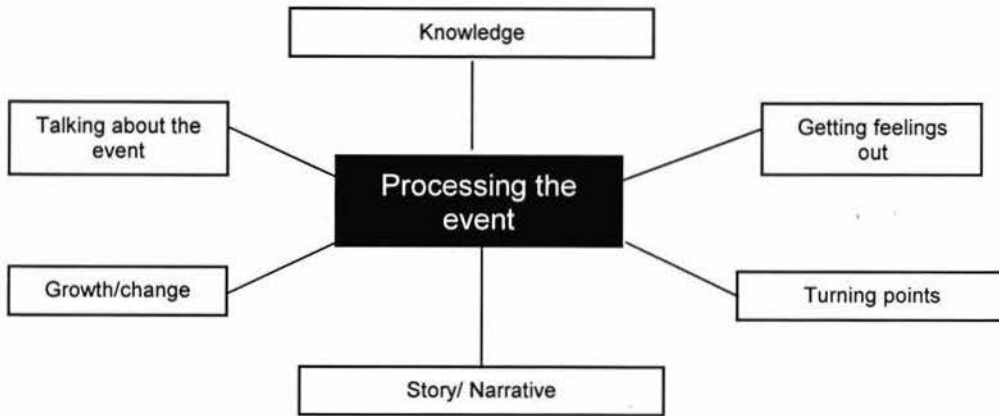 Knowledge
Talking about the
event
Getting feelings
out
Processing the
event
Growth/change
Turning points
Story/ Narrative